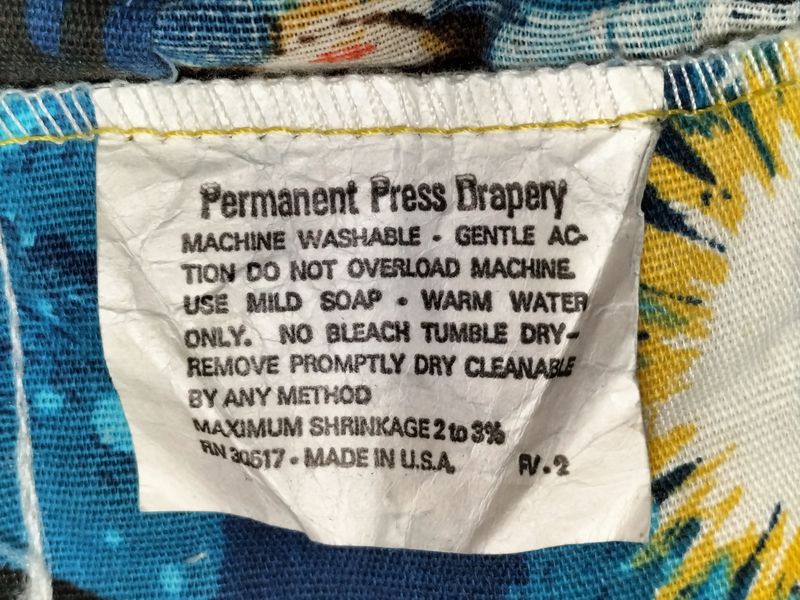 Permanent Press Drapery
MACHINE WASHABLE • GENTLE AC-
TION DO NOT OVERLOAD MACHINE.
USE MILD SOAP • WARM WATER
ONLY. NO BLEACH TUMBLE DRY-
REMOVE PROMPTLY DRY CLEANABLE
BY ANY METHOD
MAXIMUM SHRINKAGE 2 to 3%
RN 30617 • MADE IN U.S.A. FV • 2